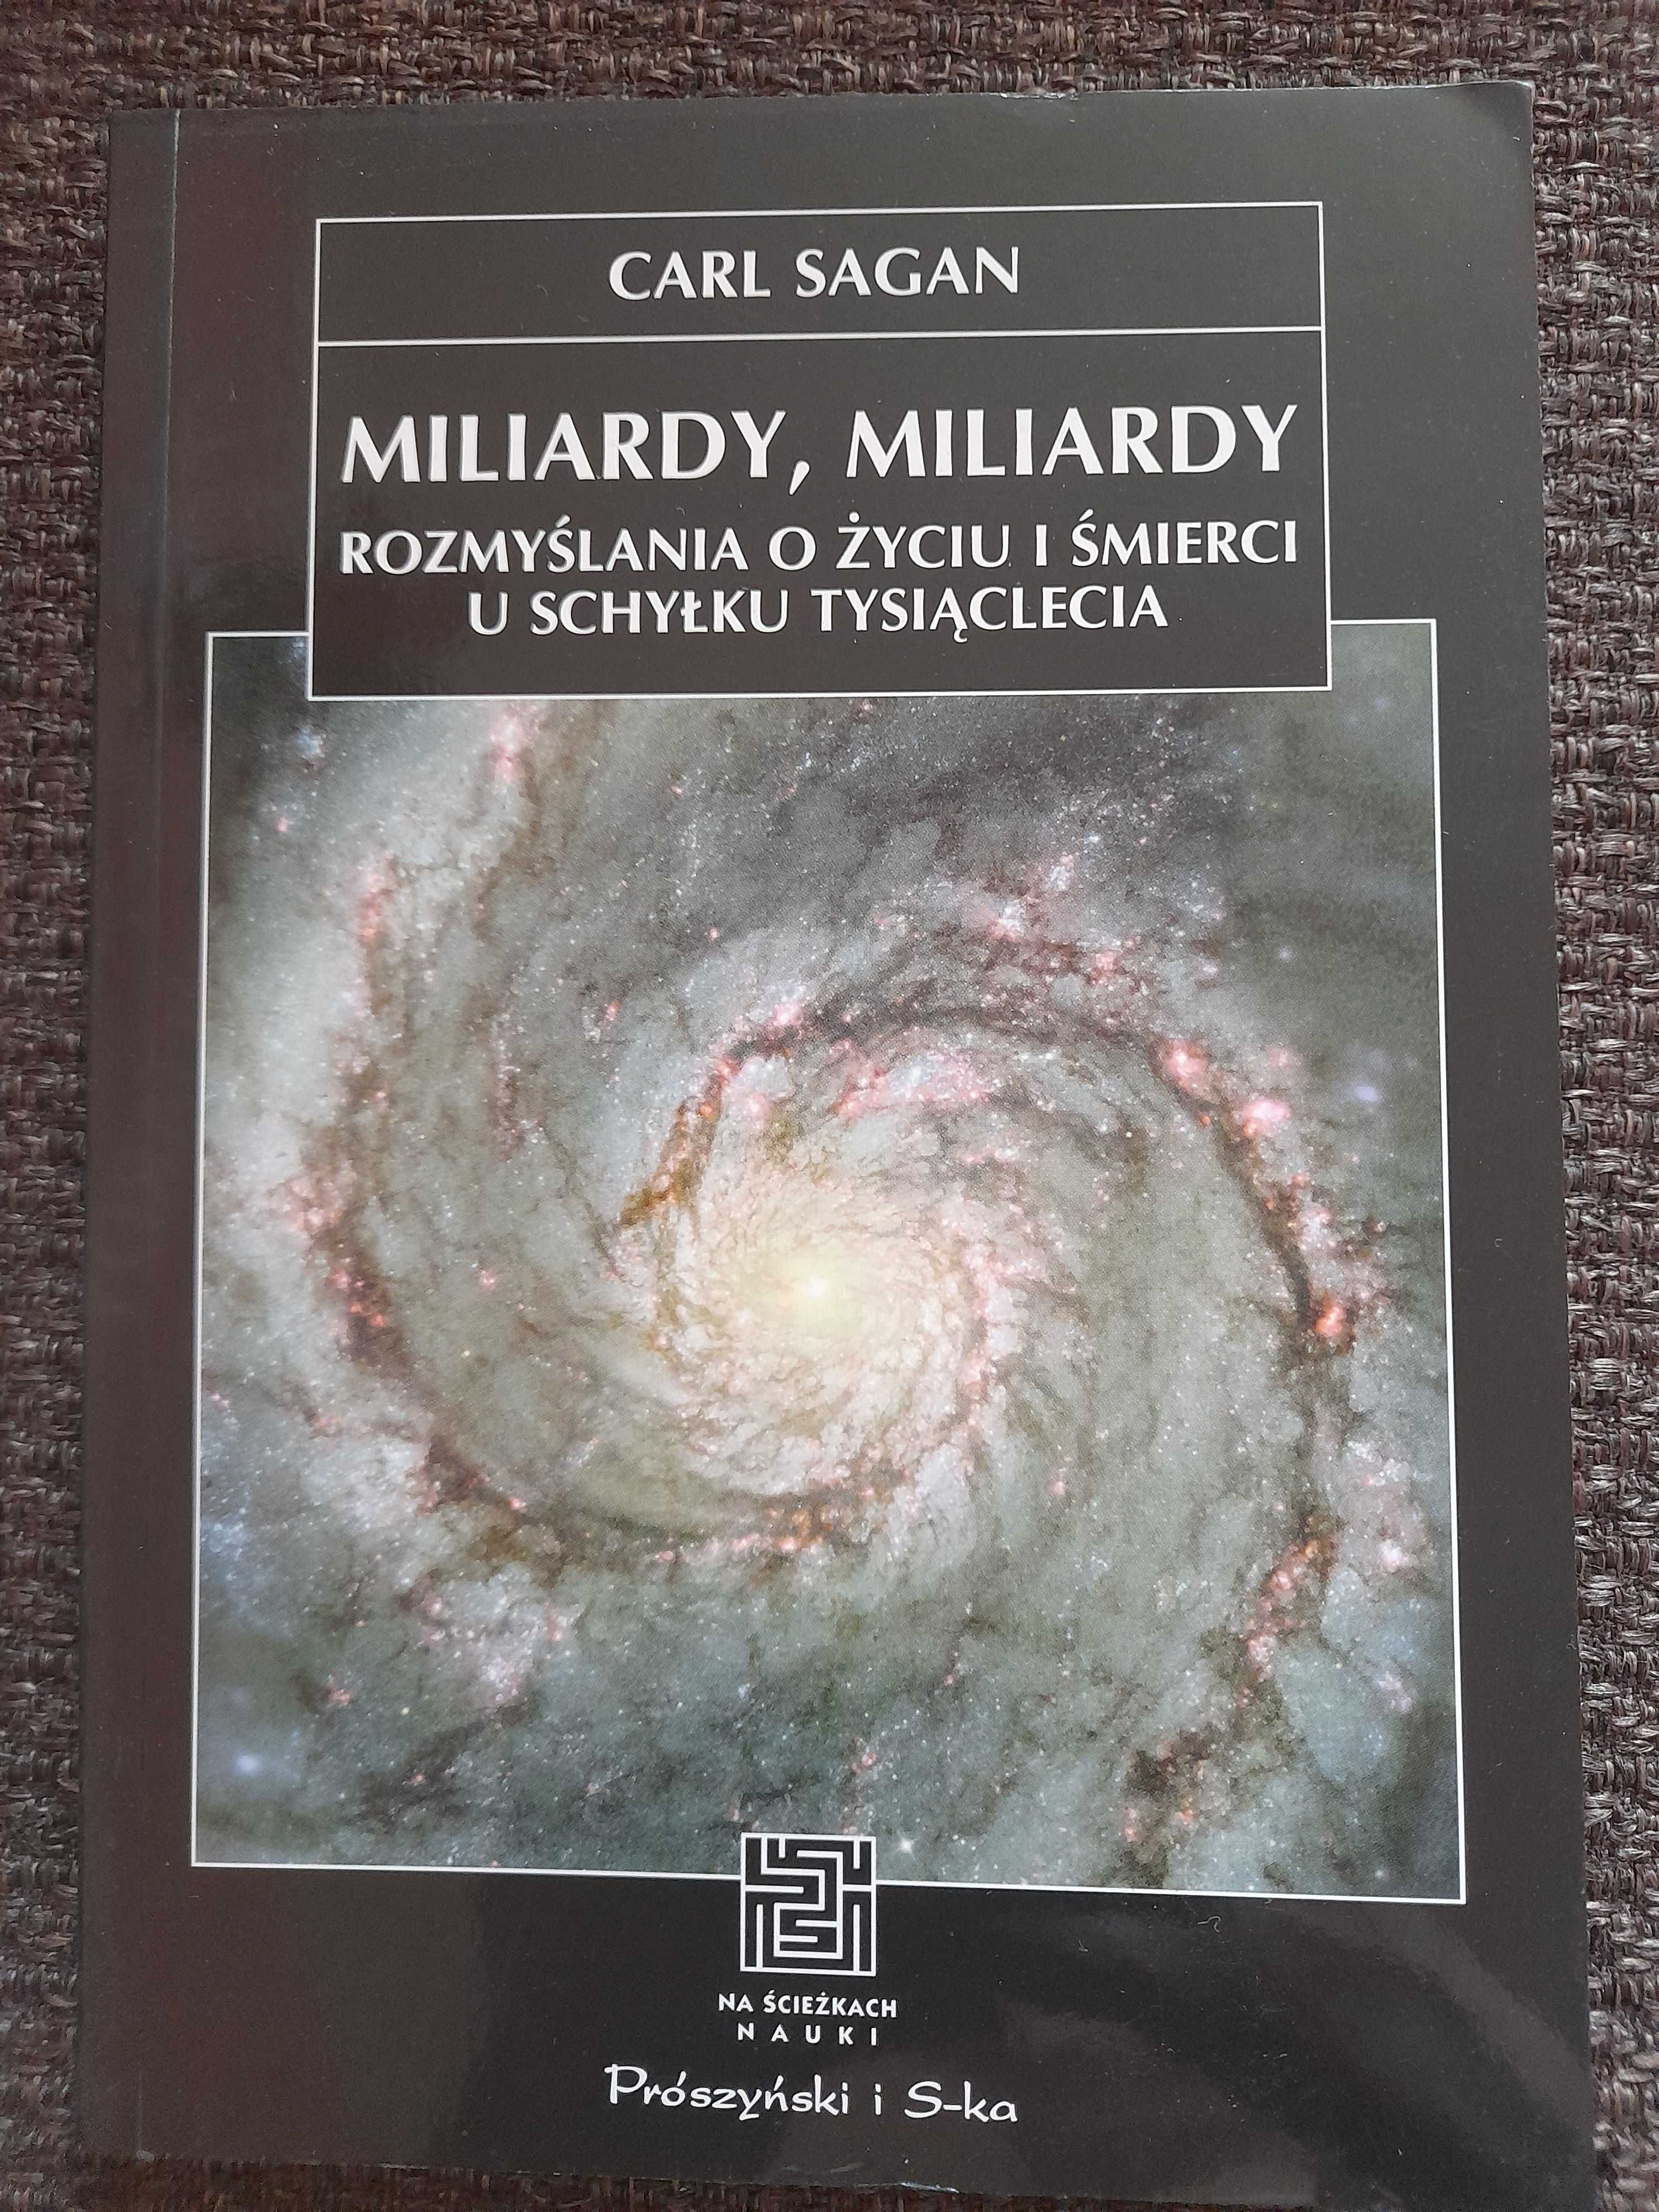 CARL SAGAN
MILIARDY, MILIARDY
ROZMYŚLANIA O ŻYCIU I ŚMIERCI
U SCHYŁKU TYSIĄCLECIA
NA ŚCIEŻKACH
NAUKI
Prószyński i S-ka